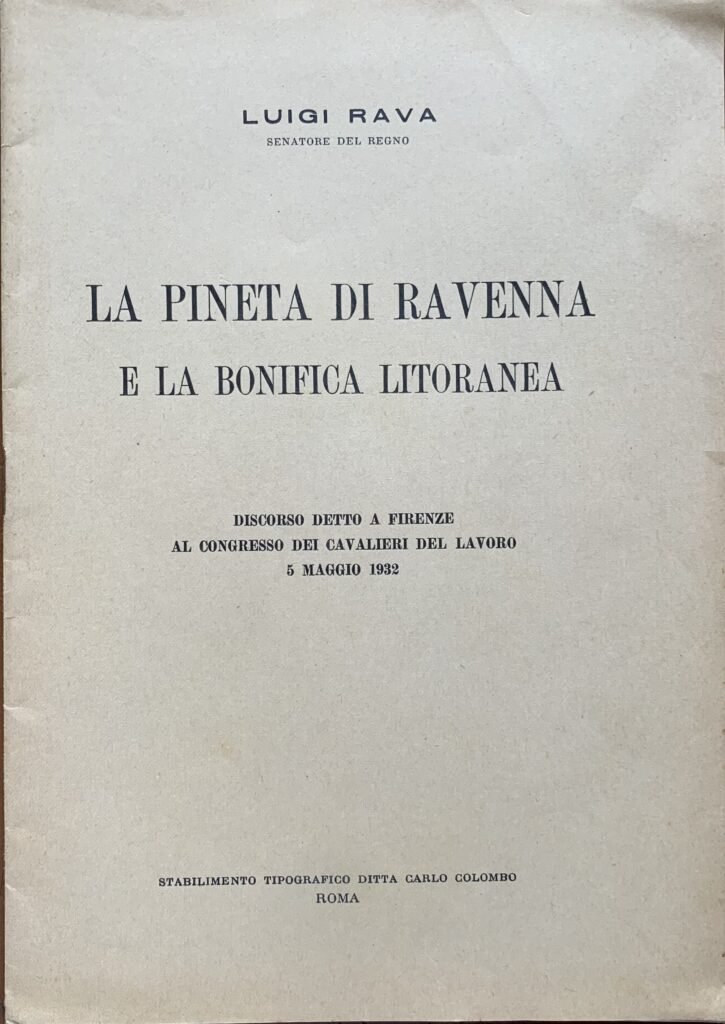 LUIGI RAVA
SENATORE DEL REGNO
LA PINETA DI RAVENNA
E LA BONIFICA LITORANEA
DISCORSO DETTO A FIRENZE
AL CONGRESSO DEI CAVALIERI DEL LAVORO
5 MAGGIO 1932
STABILIMENTO TIPOGRAFICO DITTA CARLO COLOMBO
ROMA